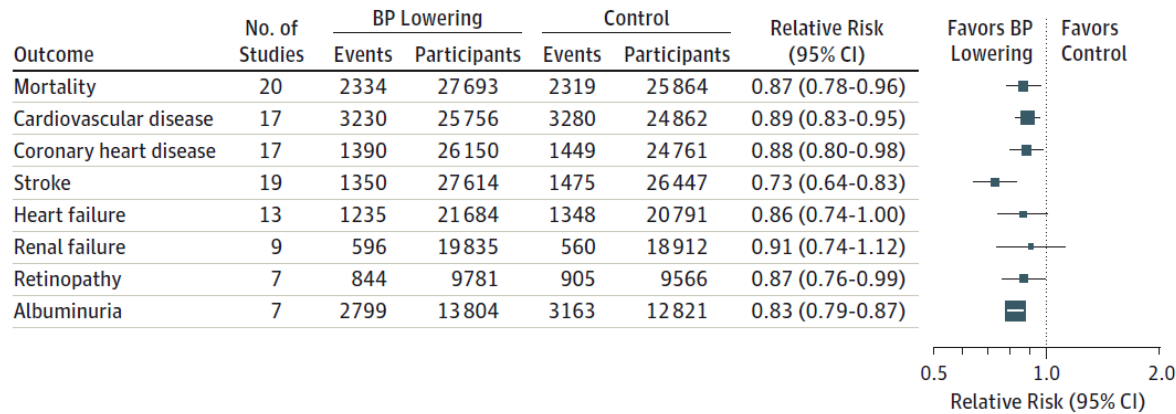 No. of BP Lowering Control Relative Risk Favors BP Favors
Outcome Studies Events Participants Events Participants (95% CI) Lowering Control
Mortality 20 2334 27693 2319 25864 0.87 (0.78-0.96)
Cardiovascular disease 17 3230 25756 3280 24862 0.89 (0.83-0.95)
Coronary heart disease 17 1390 26150 1449 24761 0.88 (0.80-0.98)
Stroke 19 1350 27614 1475 26447 0.73 (0.64-0.83)
Heart failure 13 1235 21684 1348 20791 0.86 (0.74-1.00)
Renal failure 9 596 19835 560 18912 0.91 (0.74-1.12)
Retinopathy 7 844 9781 905 9566 0.87 (0.76-0.99)
Albuminuria 7 2799 13804 3163 12821 0.83 (0.79-0.87)
0.5 1.0 2.0
Relative Risk (95% CI)